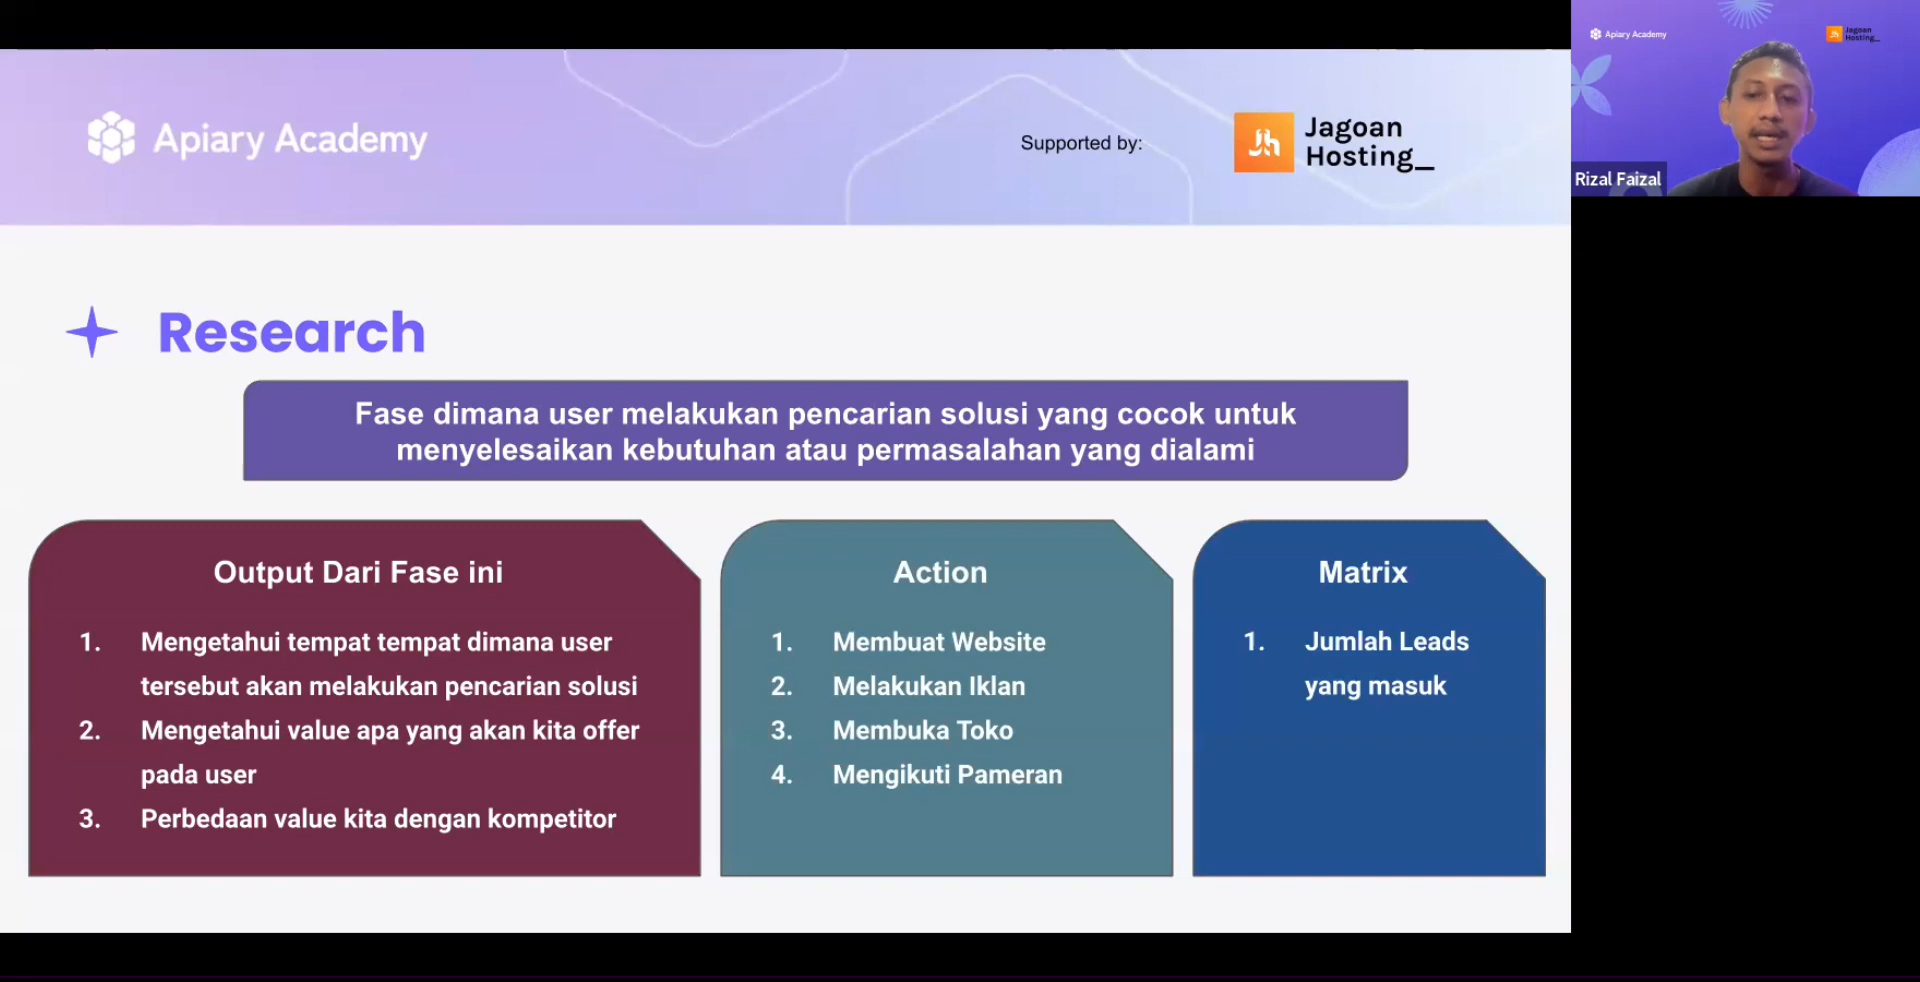 Apiary Academy
Supported by:
Jagoan
Hosting_
Apiary Academy
Jagoan
Hosting_
Rizal Faizal
Research
Fase dimana user melakukan pencarian solusi yang cocok untuk
menyelesaikan kebutuhan atau permasalahan yang dialami
Output Dari Fase ini
1. Mengetahui tempat tempat dimana user
tersebut akan melakukan pencarian solusi
2. Mengetahui value apa yang akan kita offer
pada user
3. Perbedaan value kita dengan kompetitor
Action
1. Membuat Website
2. Melakukan Iklan
3. Membuka Toko
4. Mengikuti Pameran
Matrix
1. Jumlah Leads
yang masuk